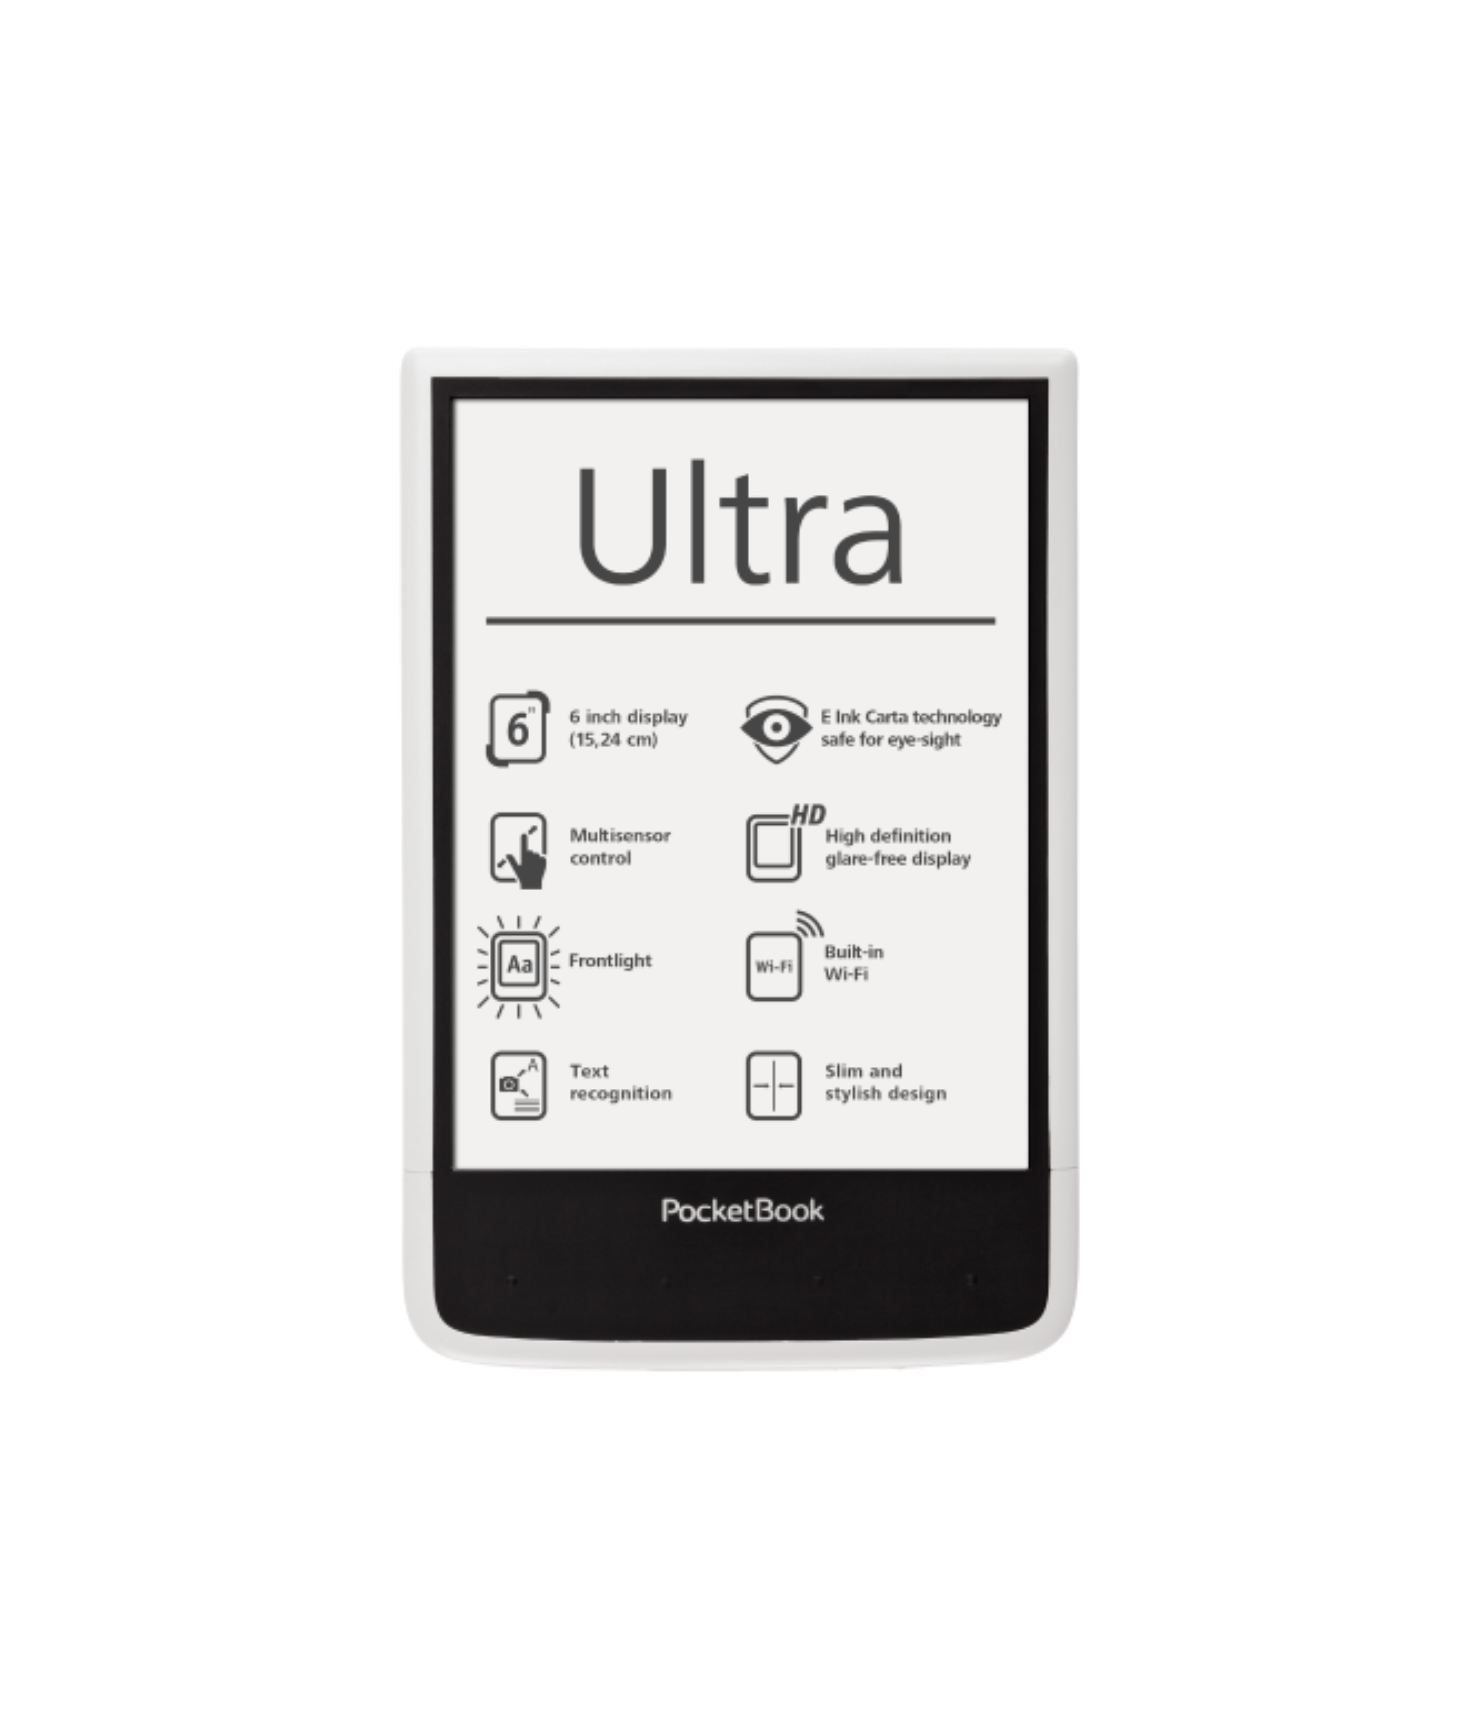 Ultra
6"
6 inch display
(15,24 cm)
E Ink Carta technology
safe for eye-sight
Multisensor
control
HD
High definition
glare-free display
Aa
Frontlight
Wi-Fi
Built-in
Wi-Fi
A
Text
recognition
Slim and
stylish design
PocketBook